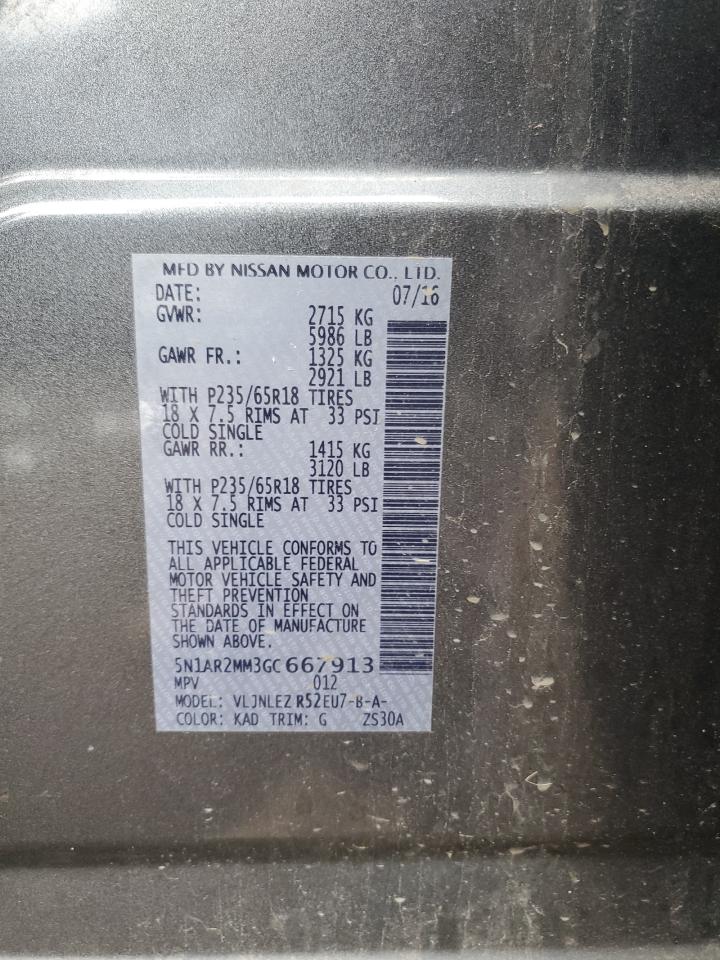 MFD BY NISSAN MOTOR CO., LTD.
DATE: 07/16
GVWR: 2715 KG
5986 LB
GAWR FR.: 1325 KG
2921 LB
WITH P235/65R18 TIRES
18 X 7.5 RIMS AT 33 PSI
COLD SINGLE
GAWR RR.: 1415 KG
3120 LB
WITH P235/65R18 TIRES
18 X 7.5 RIMS AT 33 PSI
COLD SINGLE
THIS VEHICLE CONFORMS TO
ALL APPLICABLE FEDERAL
MOTOR VEHICLE SAFETY AND
THEFT PREVENTION
STANDARDS IN EFFECT ON
THE DATE OF MANUFACTURE
SHOWN ABOVE.
5N1AR2MM3GC667913
MPV 012
MODEL: VLJNLEZ R52EU7-B-A-
COLOR: KAD TRIM: G ZS30A